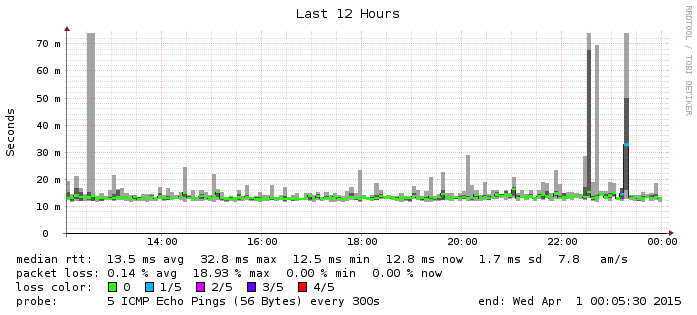 Last 12 Hours
RRDTOOL / TOBI OETIKER
Seconds
70 m
60 m
50 m
40 m
30 m
20 m
10 m
0
14:00 16:00 18:00 20:00 22:00 00:00
median rtt: 13.5 ms avg 32.8 ms max 12.5 ms min 12.8 ms now 1.7 ms sd 7.8 am/s
packet loss: 0.14 % avg 18.93 % max 0.00 % min 0.00 % now
loss color: 0 1/5 2/5 3/5 4/5
probe: 5 ICMP Echo Pings (56 Bytes) every 300s end: Wed Apr 1 00:05:30 2015